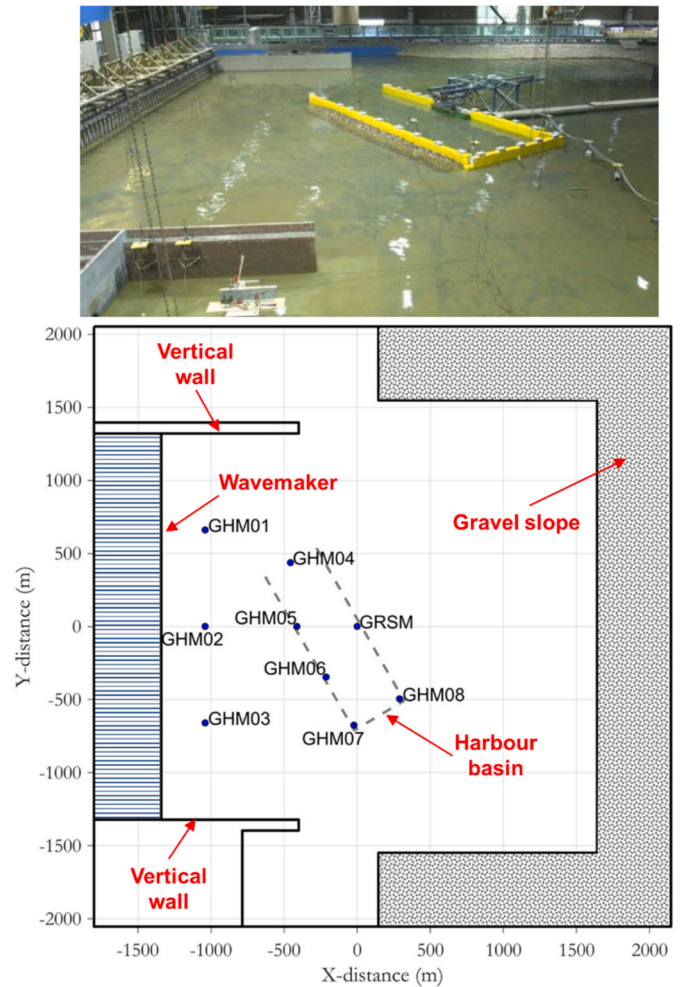 2000
Vertical
wall
1500
1000
Wavemaker
GHM01
Gravel slope
500
GHM04
GHM05
GRSM
0
GHM02
GHM06
-500
GHM08
GHM03
GHM07
Harbour
basin
-1000
-1500
Vertical
wall
-2000
Y-distance (m)
-1500 -1000 -500 0 500 1000 1500 2000
X-distance (m)